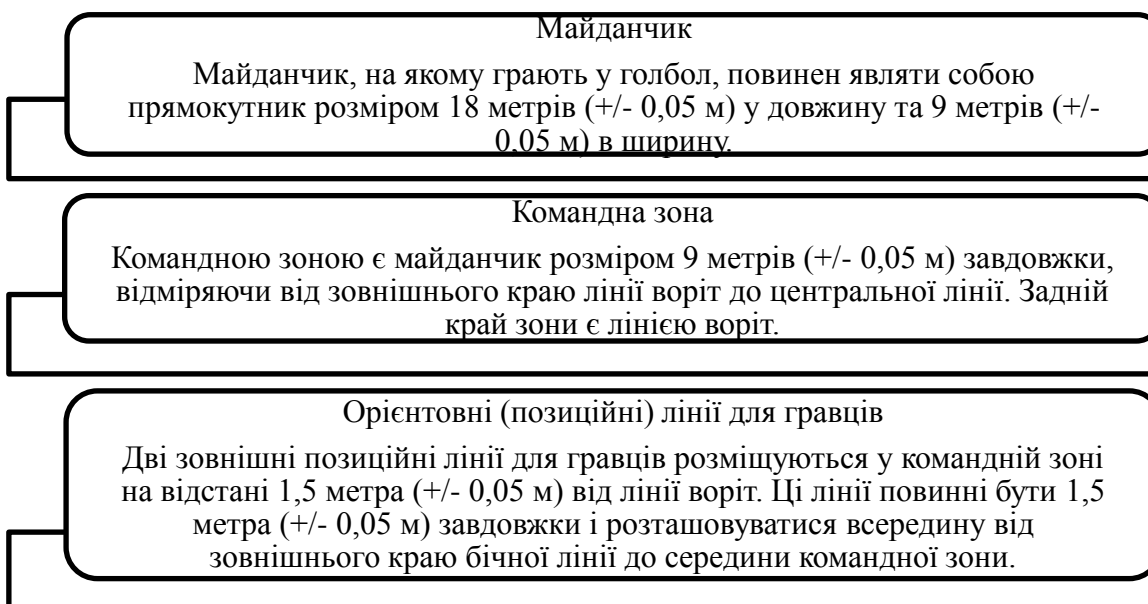 Майданчик
Майданчик, на якому грають у голбол, повинен являти собою
прямокутник розміром 18 метрів (+/- 0,05 м) у довжину та 9 метрів (+/-
0,05 м) в ширину.
Командна зона
Командною зоною є майданчик розміром 9 метрів (+/- 0,05 м) завдовжки,
відміряючи від зовнішнього краю лінії воріт до центральної лінії. Задній
край зони є лінією воріт.
Орієнтовні (позиційні) лінії для гравців
Дві зовнішні позиційні лінії для гравців розміщуються у командній зоні
на відстані 1,5 метра (+/- 0,05 м) від лінії воріт. Ці лінії повинні бути 1,5
метра (+/- 0,05 м) завдовжки і розташовуватися всередину від
зовнішнього краю бічної лінії до середини командної зони.